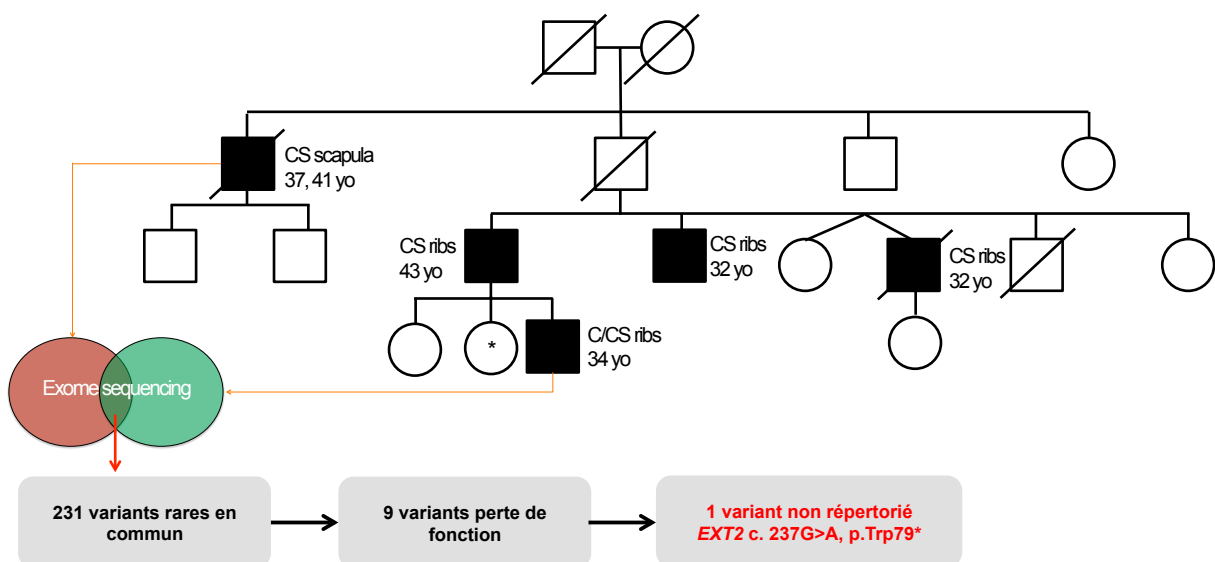 CS scapula
37, 41 yo
CS ribs
43 yo
CS ribs
32 yo
CS ribs
32 yo
*
C/CS ribs
34 yo
Exome sequencing
231 variants rares en
commun
9 variants perte de
fonction
1 variant non répertorié
EXT2 c. 237G>A, p.Trp79*